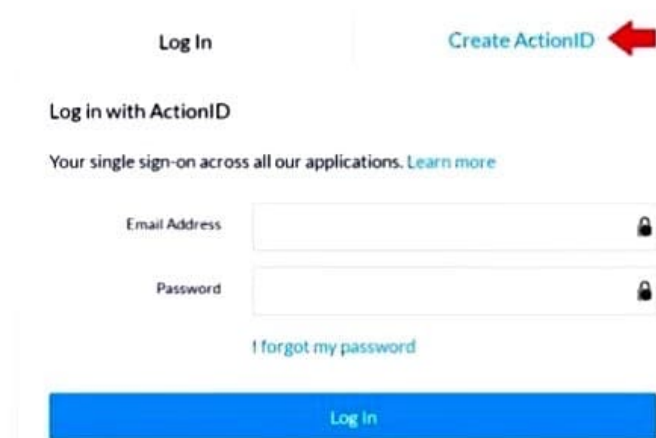 Log In
Create ActionID
Log in with ActionID
Your single sign-on across all our applications. Learn more
Email Address
Password
I forgot my password
Log In